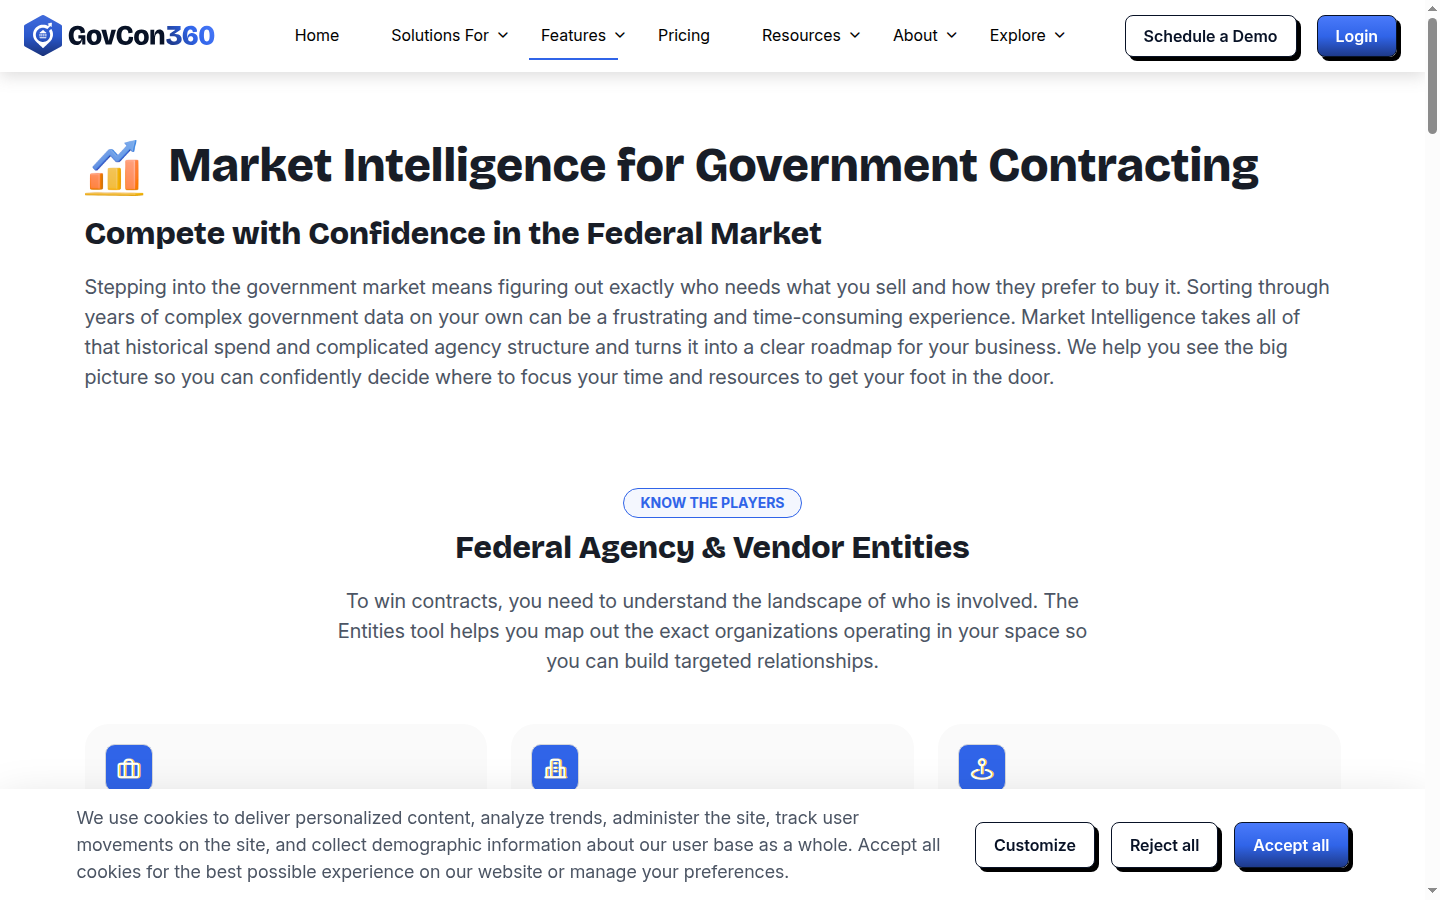 GovCon360
Home
Solutions For
Features
Pricing
Resources
About
Explore
Schedule a Demo
Login
Market Intelligence for Government Contracting
Compete with Confidence in the Federal Market
Stepping into the government market means figuring out exactly who needs what you sell and how they prefer to buy it. Sorting through
years of complex government data on your own can be a frustrating and time-consuming experience. Market Intelligence takes all of
that historical spend and complicated agency structure and turns it into a clear roadmap for your business. We help you see the big
picture so you can confidently decide where to focus your time and resources to get your foot in the door.
KNOW THE PLAYERS
Federal Agency & Vendor Entities
To win contracts, you need to understand the landscape of who is involved. The
Entities tool helps you map out the exact organizations operating in your space so
you can build targeted relationships.
We use cookies to deliver personalized content, analyze trends, administer the site, track user
movements on the site, and collect demographic information about our user base as a whole. Accept all
cookies for the best possible experience on our website or manage your preferences.
Customize
Reject all
Accept all